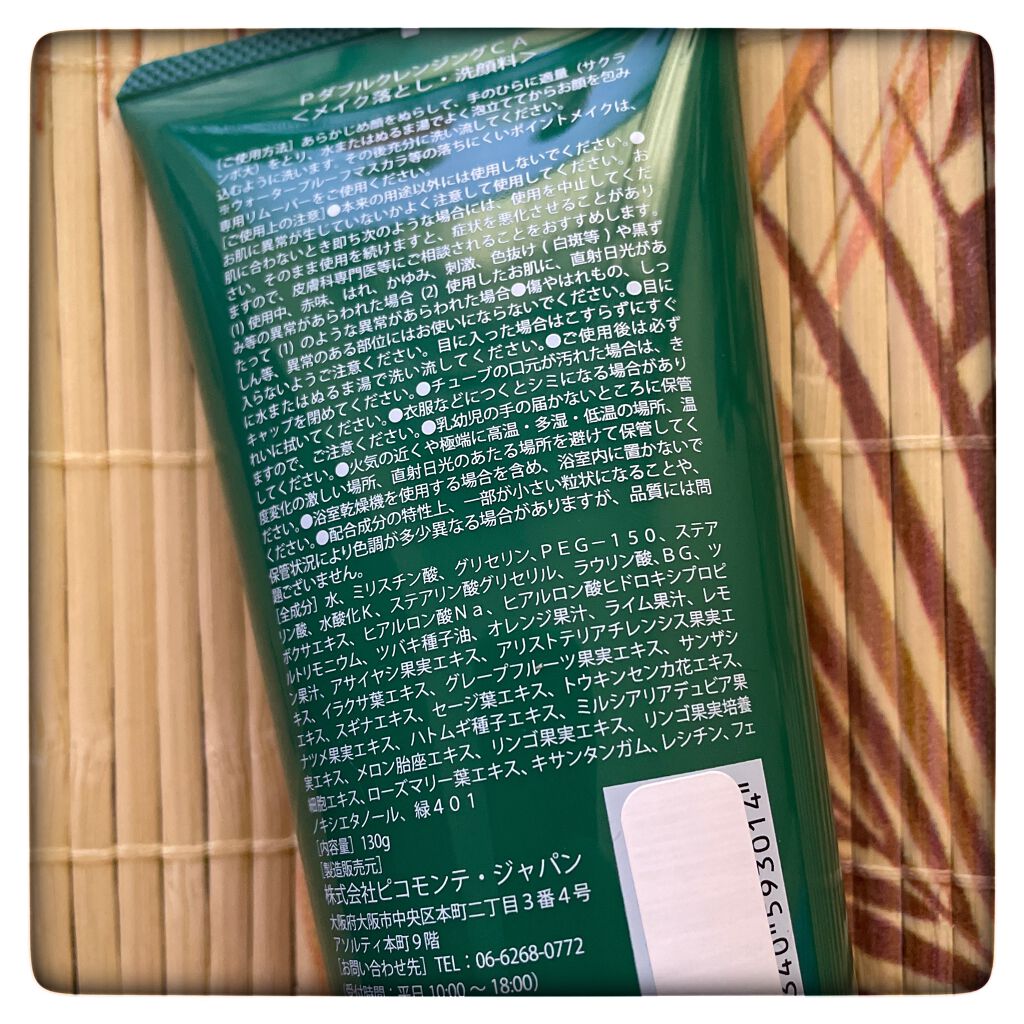 PダブルクレンジングCA
<メイク落とし・洗顔料>
[ご使用方法] あらかじめ顔をぬらして、手のひらに適量（サクラ
ンボ大）をとり、水またはぬるま湯でよく泡立ててからお顔を包み
込むように洗います。その後充分に洗い流してください。
※ウォータープルーフマスカラ等の落ちにくいポイントメイクは、
専用リムーバーをご使用ください。
[ご使用上の注意] ●本来の用途以外には使用しないでください。●
お肌に異常が生じていないかよく注意して使用してください。お
肌に合わないとき即ち次のような場合には、使用を中止してくだ
さい。そのまま使用を続けますと、症状を悪化させることがあり
ますので、皮膚科専門医等にご相談されることをおすすめします。
(1) 使用中、赤味、はれ、かゆみ、刺激、色抜け(白斑等)や黒ず
み等の異常があらわれた場合 (2) 使用したお肌に、直射日光があ
たって (1) のような異常があらわれた場合●傷やはれもの、しっ
しん等、異常のある部位にはお使いにならないでください。●目に
入らないようご注意ください。目に入った場合はこすらずにすぐ
に水またはぬるま湯で洗い流してください。●ご使用後は必ず
キャップを閉めてください。●チューブの口元が汚れた場合は、き
れいに拭いてください。●衣服などにつくとシミになる場合があり
ますので、ご注意ください。●乳幼児の手の届かないところに保管
してください。●火気の近くや極端に高温・多湿・低温の場所、温
度変化の激しい場所、直射日光のあたる場所を避けて保管してく
ださい。●浴室乾燥機を使用する場合を含め、浴室内に置かないで
ください。●配合成分の特性上、一部が小さい粒状になることや、
保管状況により色調が多少異なる場合がありますが、品質には問
題ございません。
[全成分] 水、ミリスチン酸、グリセリン、PEG－150、ステア
リン酸、水酸化K、ステアリン酸グリセリル、ラウリン酸、BG、ツ
ボクサエキス、ヒアルロン酸Na、ヒアルロン酸ヒドロキシプロピ
ルトリモニウム、ツバキ種子油、オレンジ果汁、ライム果汁、レモ
ン果汁、アサイヤシ果実エキス、アリストテリアチレンシス果実エ
キス、イラクサ葉エキス、グレープフルーツ果実エキス、サンザシ
エキス、スギナエキス、セージ葉エキス、トウキンセンカ花エキス、
ナツメ果実エキス、ハトムギ種子エキス、ミルシアリアデュビア果
実エキス、メロン胎座エキス、リンゴ果実エキス、リンゴ果実培養
細胞エキス、ローズマリー葉エキス、キサンタンガム、レシチン、フェ
ノキシエタノール、緑401
[内容量] 130g
[製造販売元]
株式会社ピコモンテ・ジャパン
大阪府大阪市中央区本町二丁目3番4号
アソルティ本町9階
[お問い合わせ先] TEL：06-6268-0772
(受付時間：平日 10:00～18:00)
540"593014"